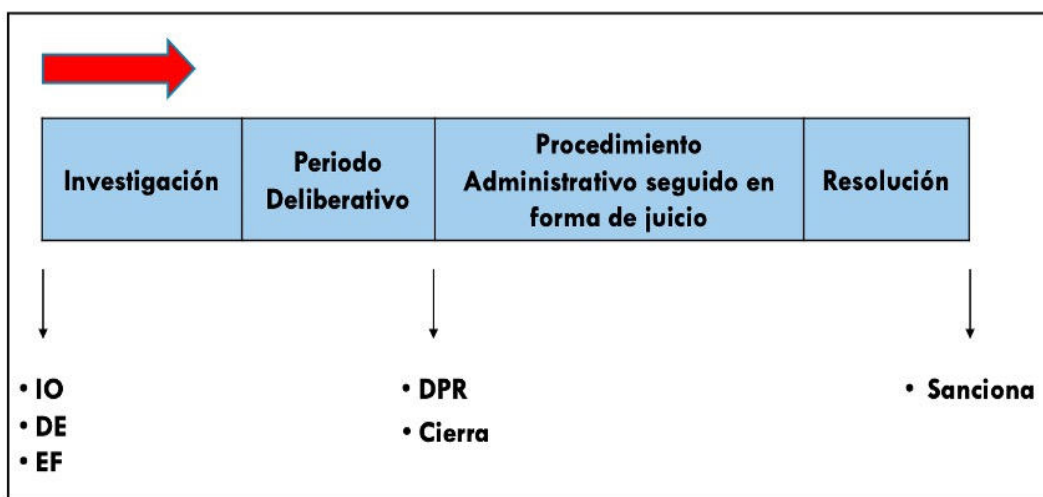 Investigación
Periodo
Deliberativo
Procedimiento
Administrativo seguido en
forma de juicio
Resolución
• IO
• DE
• EF
• DPR
• Cierra
• Sanciona